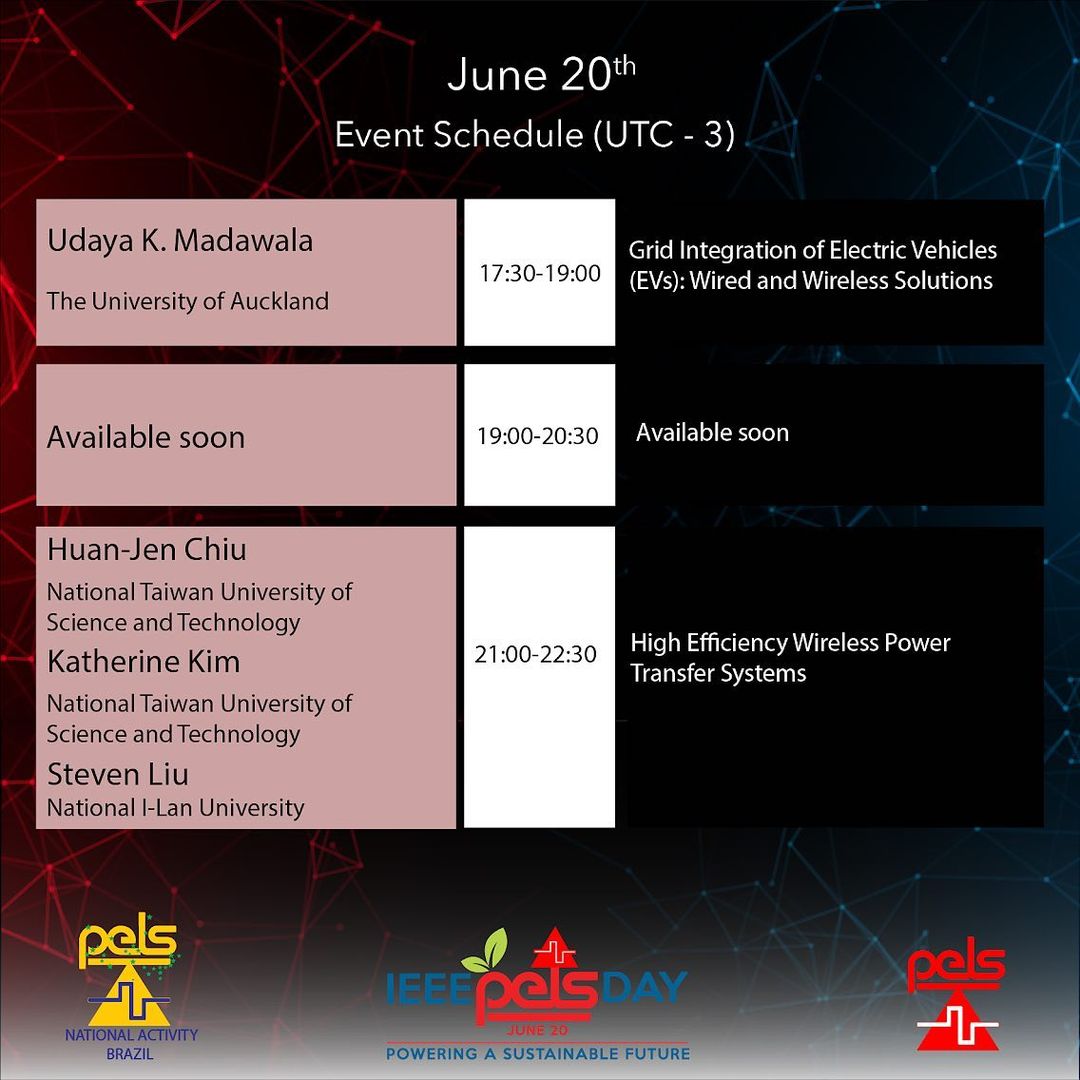 June 20th
Event Schedule (UTC - 3)
Udaya K. Madawala
The University of Auckland
17:30-19:00
Grid Integration of Electric Vehicles
(EVs): Wired and Wireless Solutions
Available soon
19:00-20:30
Available soon
Huan-Jen Chiu
National Taiwan University of
Science and Technology
Katherine Kim
National Taiwan University of
Science and Technology
Steven Liu
National I-Lan University
21:00-22:30
High Efficiency Wireless Power
Transfer Systems
pels
NATIONAL ACTIVITY
BRAZIL
IEEE pels DAY
JUNE 20
POWERING A SUSTAINABLE FUTURE
pels